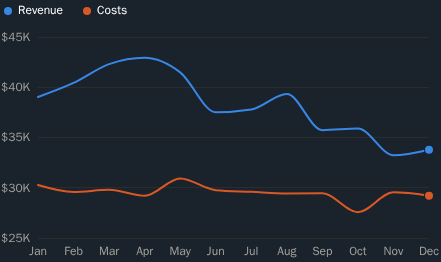 Revenue Costs
$45K
$40K
$35K
$30K
$25K
Jan Feb Mar Apr May Jun Jul Aug Sep Oct Nov Dec